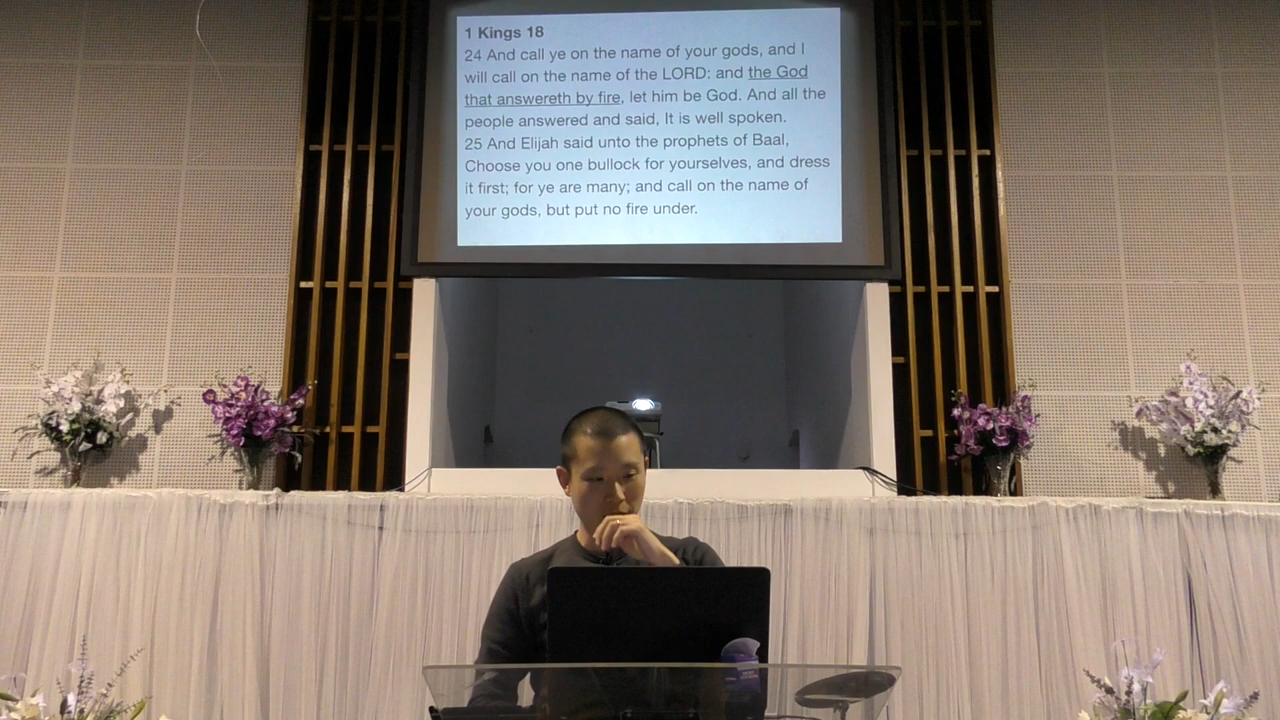 1 Kings 18
24 And call ye on the name of your gods, and I
will call on the name of the LORD: and the God
that answereth by fire, let him be God. And all the
people answered and said, It is well spoken.
25 And Elijah said unto the prophets of Baal,
Choose you one bullock for yourselves, and dress
it first; for ye are many; and call on the name of
your gods, but put no fire under.